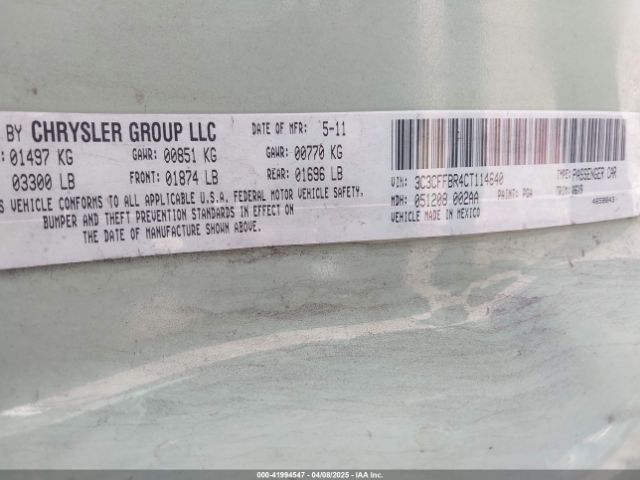 BY CHRYSLER GROUP LLC DATE OF MFR: 5-11
: 01497 KG GAWR: 00851 KG GAWR: 00770 KG
03300 LB FRONT: 01874 LB REAR: 01696 LB
S VEHICLE CONFORMS TO ALL APPLICABLE U.S.A. FEDERAL MOTOR VEHICLE SAFETY,
BUMPER AND THEFT PREVENTION STANDARDS IN EFFECT ON
THE DATE OF MANUFACTURE SHOWN ABOVE.
VIN: 3C3CFFBR4CT114640 TYPE: PASSENGER CAR
MDH: 051208 002AA PAINT: PGA TRIM:
VEHICLE MADE IN MEXICO
000-41994547 | 04/08/2025 - IAA Inc.